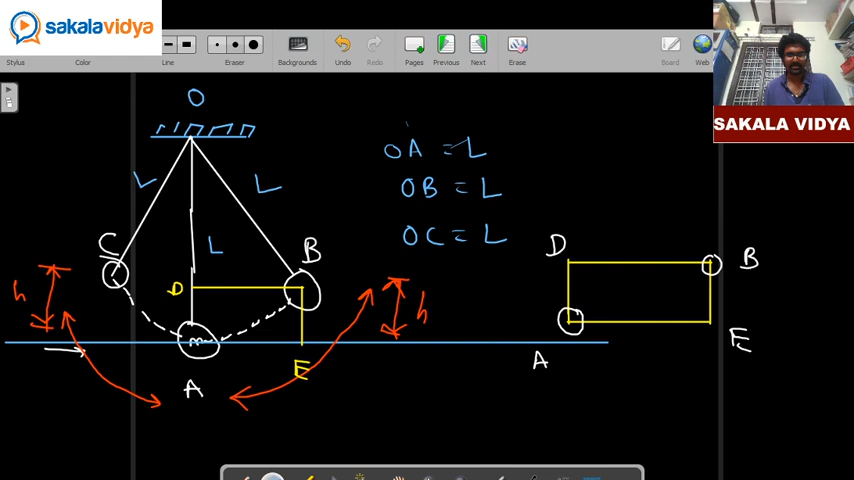 sakalavidya
Stylus
Color
Line
Eraser
Backgrounds
Undo
Redo
Pages
Previous
Next
Erase
Board
Web
SAKALA VIDYA
O
L
L
L
OA = L
OB = L
OC = L
C
B
D
h
h
A
E
D
B
A
E